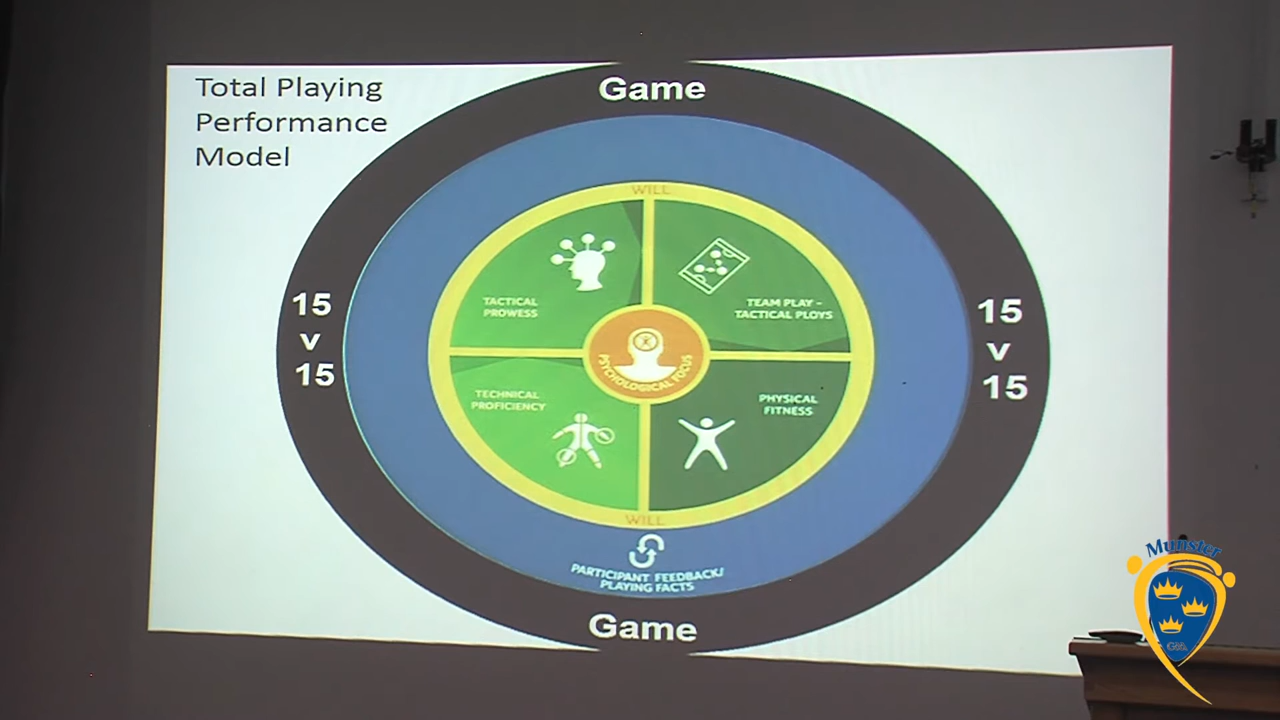 Total Playing
Performance
Model
Game
WILL
TACTICAL
PROWESS
TEAM PLAY –
TACTICAL PLOYS
15
v
15
15
v
15
PSYCHOLOGICAL FOCUS
TECHNICAL
PROFICIENCY
PHYSICAL
FITNESS
WILL
PARTICIPANT FEEDBACK/
PLAYING FACTS
Game
Munster